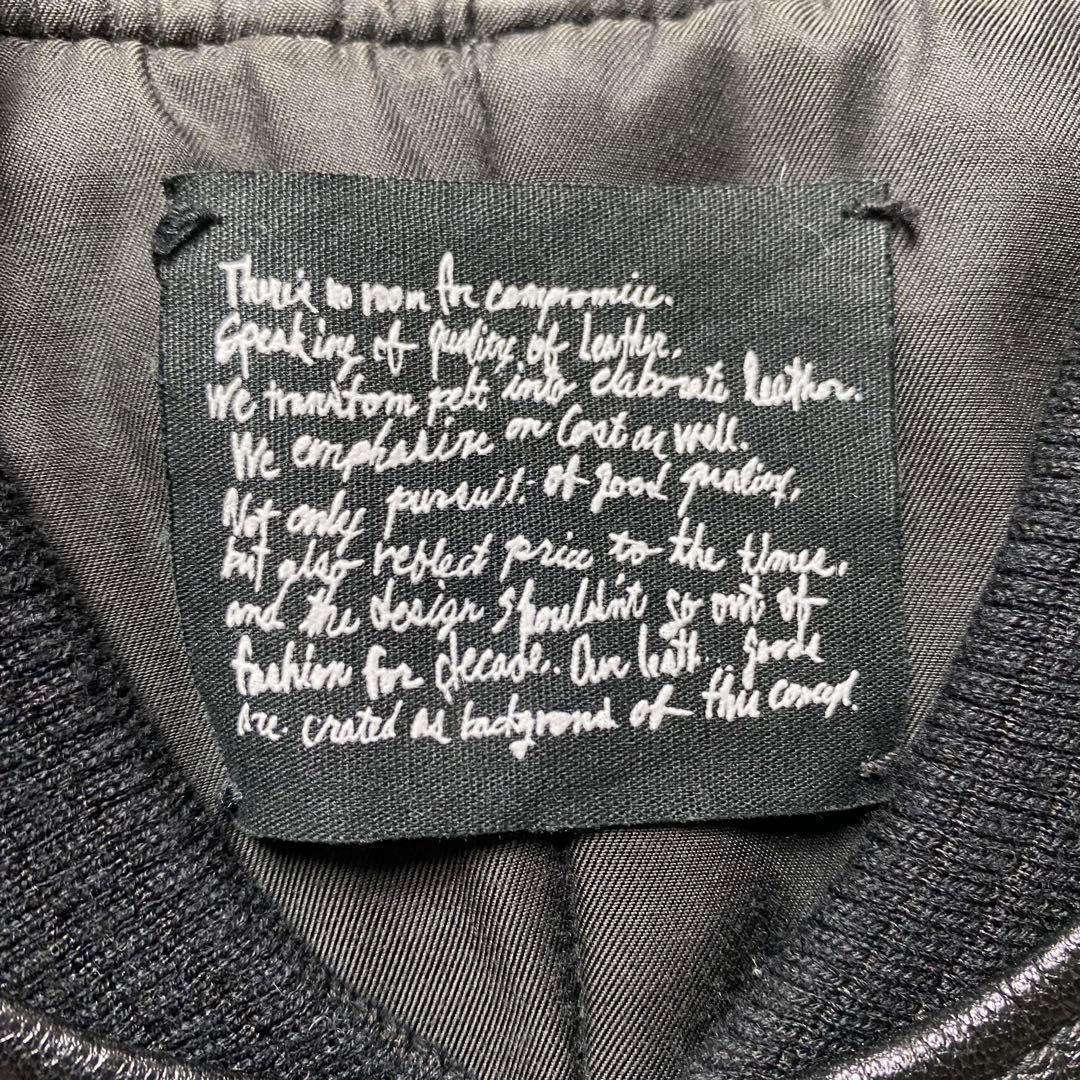 There's no room for compromise.
Speaking of quality of leather,
We transform pelt into elaborate leather.
We emphasize on Cost as well.
Not only pursuit of good quality,
but also reflect price to the times,
and the design shouldn't go out of
fashion for decade. Our goods
are crated as background of this concept.